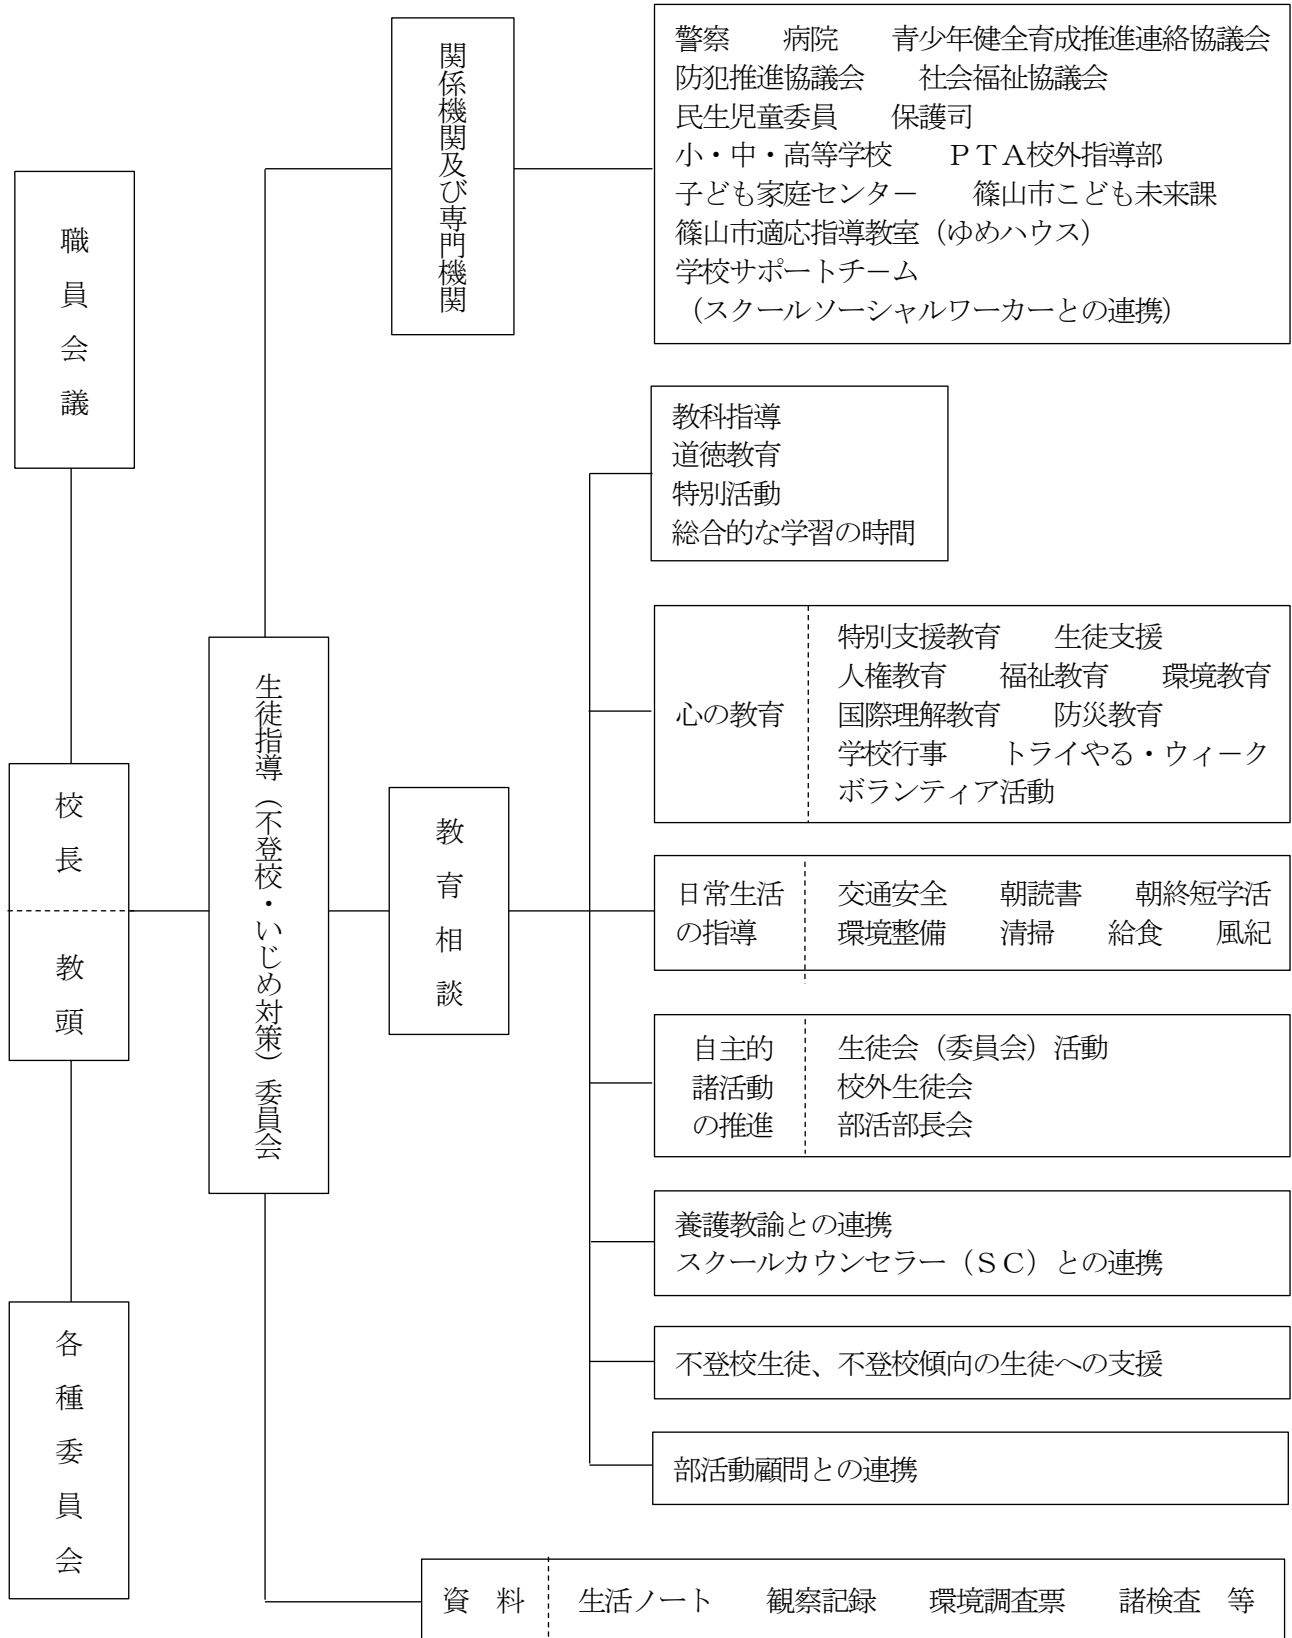 職員会議
校長
教頭
各種委員会
生徒指導（不登校・いじめ対策）委員会
関係機関及び専門機関
警察　　病院　　青少年健全育成推進連絡協議会
防犯推進協議会　　社会福祉協議会
民生児童委員　　保護司
小・中・高等学校　　ＰＴＡ校外指導部
子ども家庭センター　　篠山市こども未来課
篠山市適応指導教室（ゆめハウス）
学校サポートチーム
（スクールソーシャルワーカーとの連携）
教育相談
教科指導
道徳教育
特別活動
総合的な学習の時間
心の教育
特別支援教育　　生徒支援
人権教育　　福祉教育　　環境教育
国際理解教育　　防災教育
学校行事　　トライやる・ウィーク
ボランティア活動
日常生活
の指導
交通安全　　朝読書　　朝終短学活
環境整備　　清掃　　給食　　風紀
自主的
諸活動
の推進
生徒会（委員会）活動
校外生徒会
部活部長会
養護教諭との連携
スクールカウンセラー（ＳＣ）との連携
不登校生徒、不登校傾向の生徒への支援
部活動顧問との連携
資　料
生活ノート　　観察記録　　環境調査票　　諸検査　等